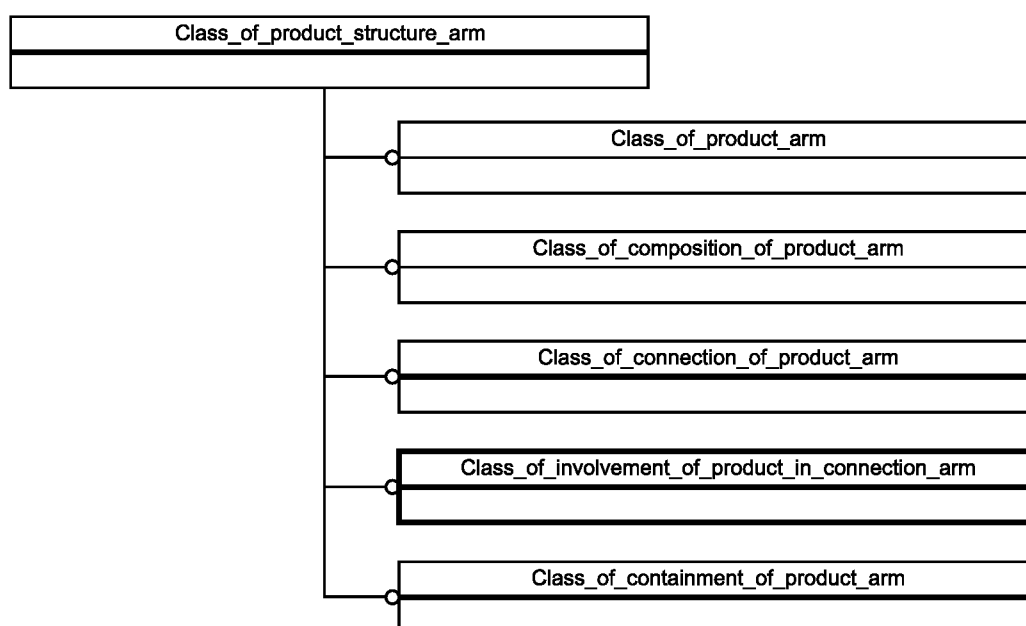 Class_of_product_structure_arm
Class_of_product_arm
Class_of_composition_of_product_arm
Class_of_connection_of_product_arm
Class_of_involvement_of_product_in_connection_arm
Class_of_containment_of_product_arm